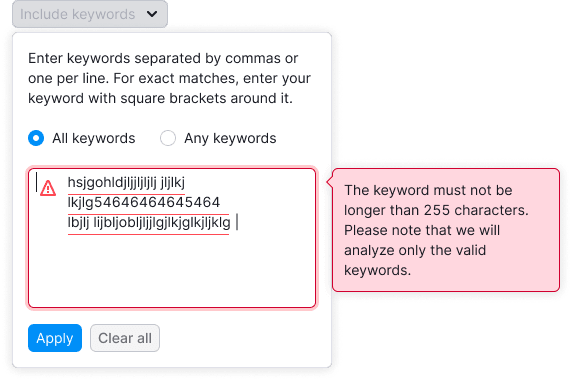 Include keywords
Enter keywords separated by commas or
one per line. For exact matches, enter your
keyword with square brackets around it.
All keywords
Any keywords
hsjgohldjljjljljlj jljlkj
lkjlg54646464645464
lbjlj lijbljobljljjlgjlkjglkjljklg
The keyword must not be
longer than 255 characters.
Please note that we will
analyze only the valid
keywords.
Apply
Clear all